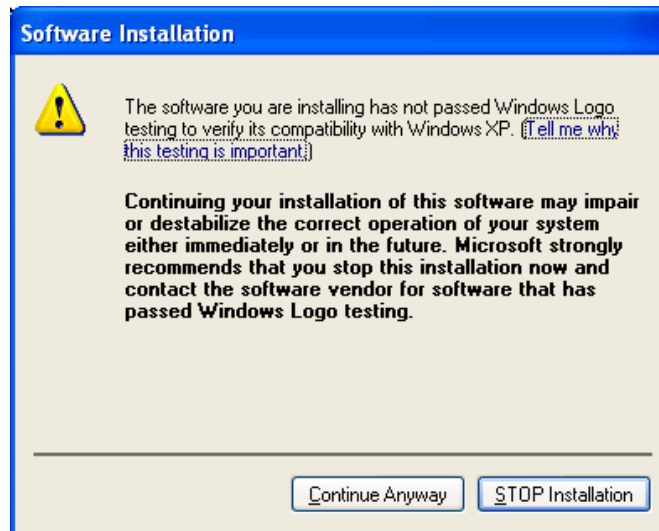 Software Installation
The software you are installing has not passed Windows Logo
testing to verify its compatibility with Windows XP. (Tell me why
this testing is important.)
Continuing your installation of this software may impair
or destabilize the correct operation of your system
either immediately or in the future. Microsoft strongly
recommends that you stop this installation now and
contact the software vendor for software that has
passed Windows Logo testing.
Continue Anyway
STOP Installation